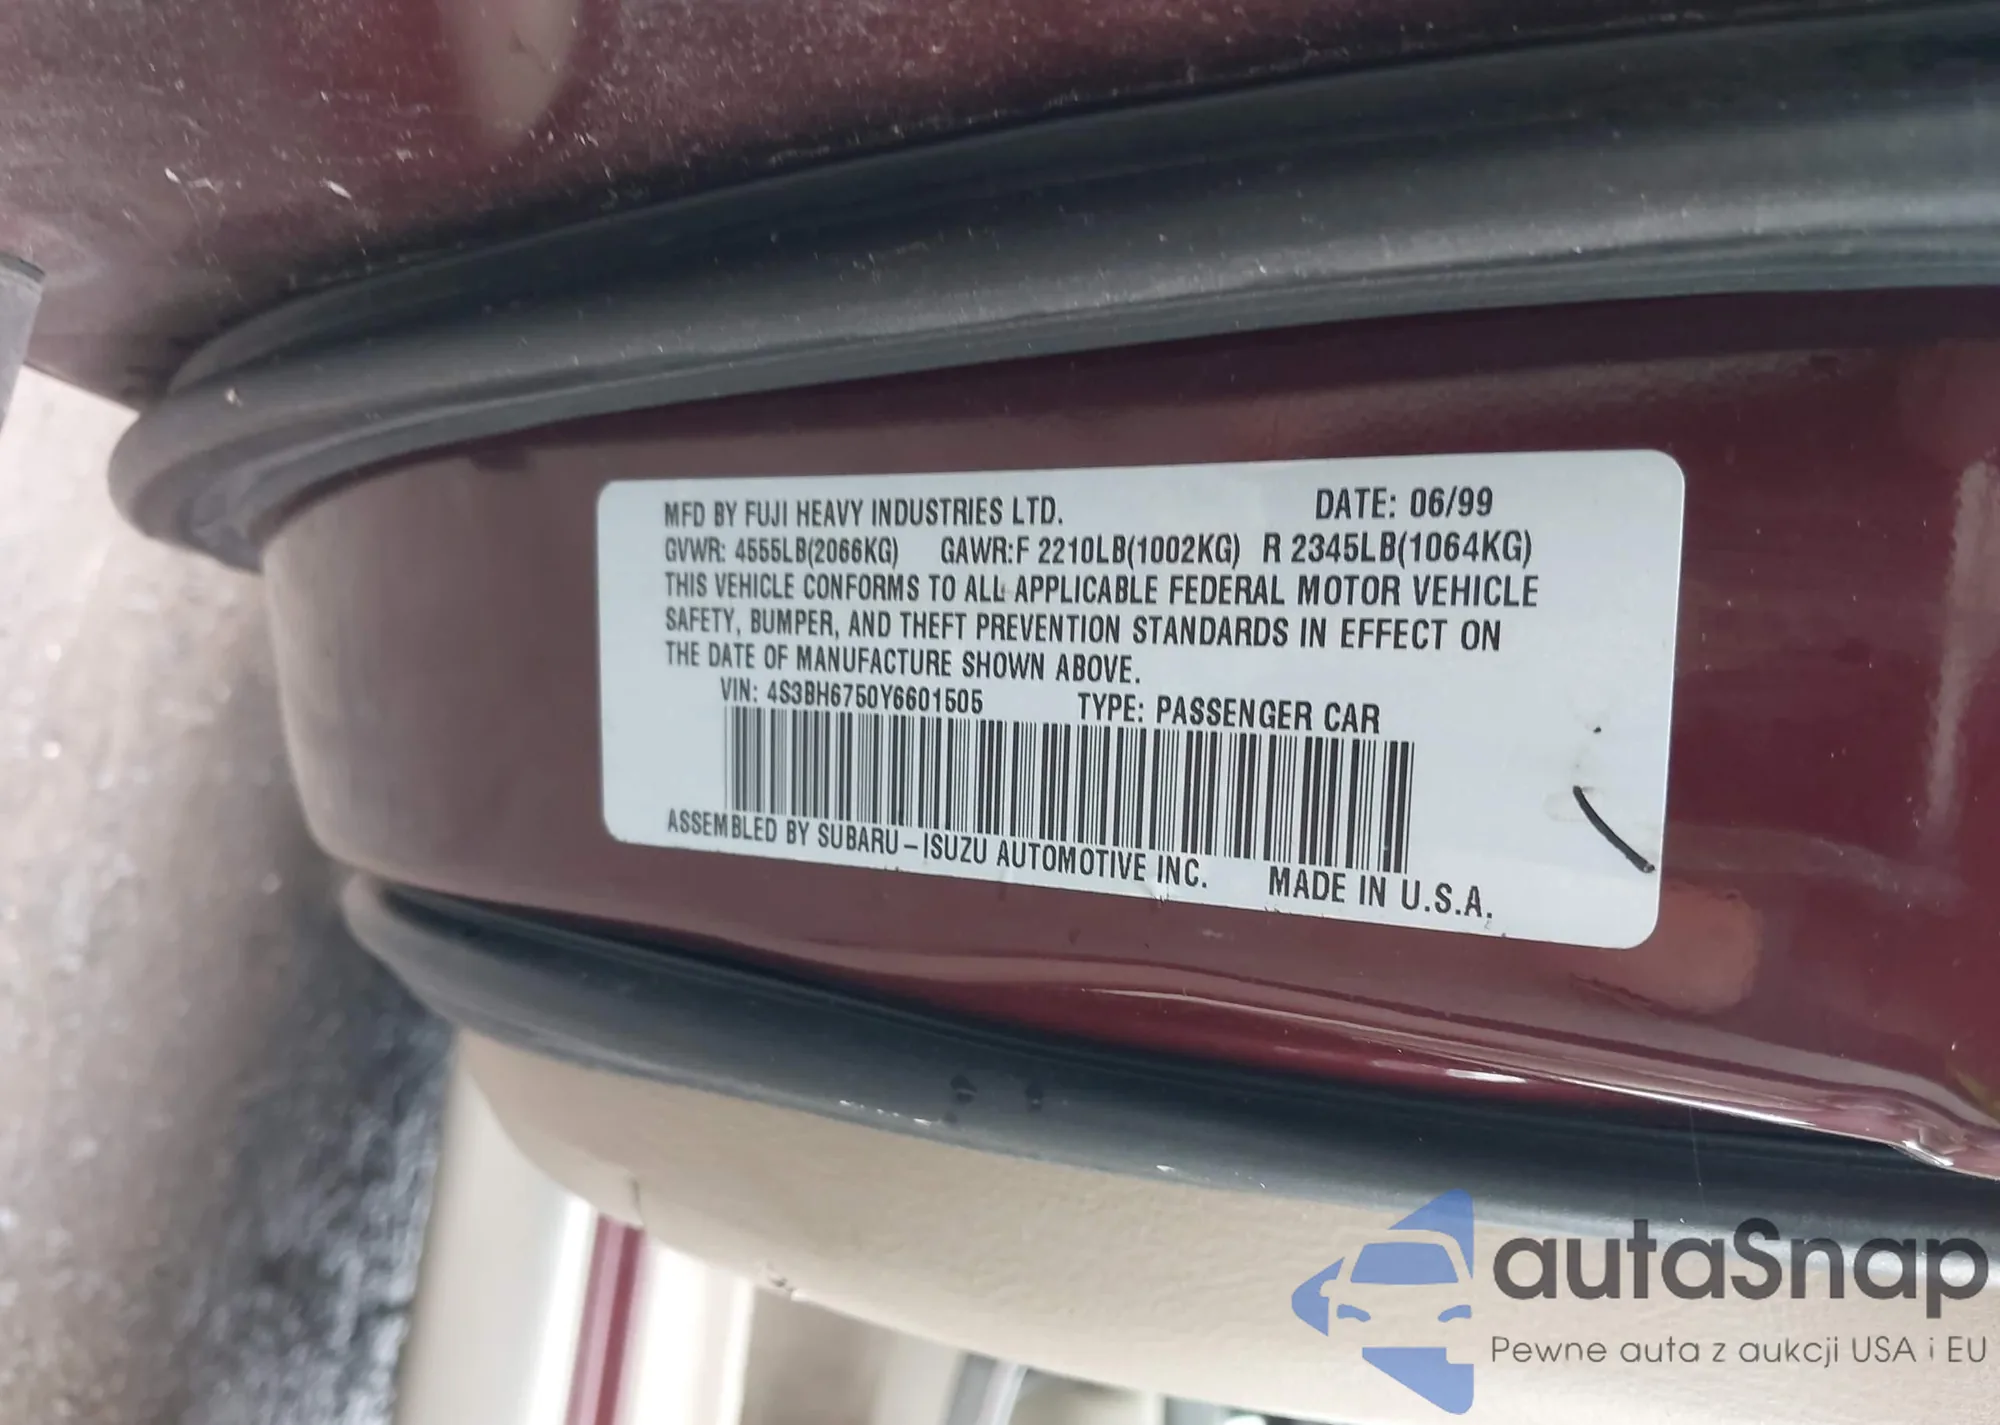 MFD BY FUJI HEAVY INDUSTRIES LTD. DATE: 06/99
GVWR: 4555LB(2066KG) GAWR:F 2210LB(1002KG) R 2345LB(1064KG)
THIS VEHICLE CONFORMS TO ALL APPLICABLE FEDERAL MOTOR VEHICLE
SAFETY, BUMPER, AND THEFT PREVENTION STANDARDS IN EFFECT ON
THE DATE OF MANUFACTURE SHOWN ABOVE.
VIN: 4S3BH6750Y6601505 TYPE: PASSENGER CAR
ASSEMBLED BY SUBARU-ISUZU AUTOMOTIVE INC. MADE IN U.S.A.
autaSnap
Pewne auta z aukcji USA i EU